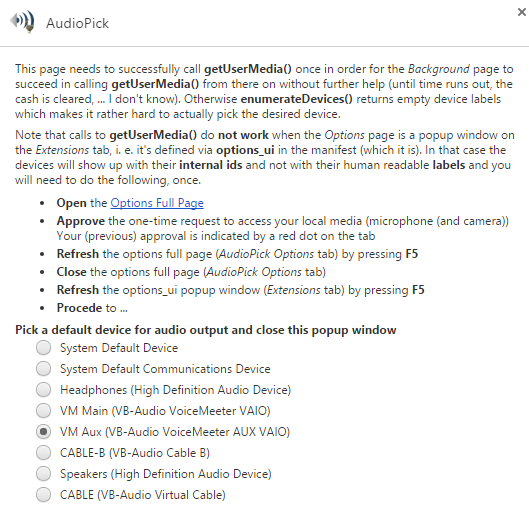 AudioPick
This page needs to successfully call getUserMedia() once in order for the Background page to
succeed in calling getUserMedia() from there on without further help (until time runs out, the
cash is cleared, ... I don't know). Otherwise enumerateDevices() returns empty device labels
which makes it rather hard to actually pick the desired device.
Note that calls to getUserMedia() do not work when the Options page is a popup window on
the Extensions tab, i. e. it's defined via options_ui in the manifest (which it is). In that case the
devices will show up with their internal ids and not with their human readable labels and you
will need to do the following, once.
• Open the Options Full Page
• Approve the one-time request to access your local media (microphone (and camera))
Your (previous) approval is indicated by a red dot on the tab
• Refresh the options full page (AudioPick Options tab) by pressing F5
• Close the options full page (AudioPick Options tab)
• Refresh the options_ui popup window (Extensions tab) by pressing F5
• Procede to ...
Pick a default device for audio output and close this popup window
System Default Device
System Default Communications Device
Headphones (High Definition Audio Device)
VM Main (VB-Audio VoiceMeeter VAIO)
VM Aux (VB-Audio VoiceMeeter AUX VAIO)
CABLE-B (VB-Audio Cable B)
Speakers (High Definition Audio Device)
CABLE (VB-Audio Virtual Cable)